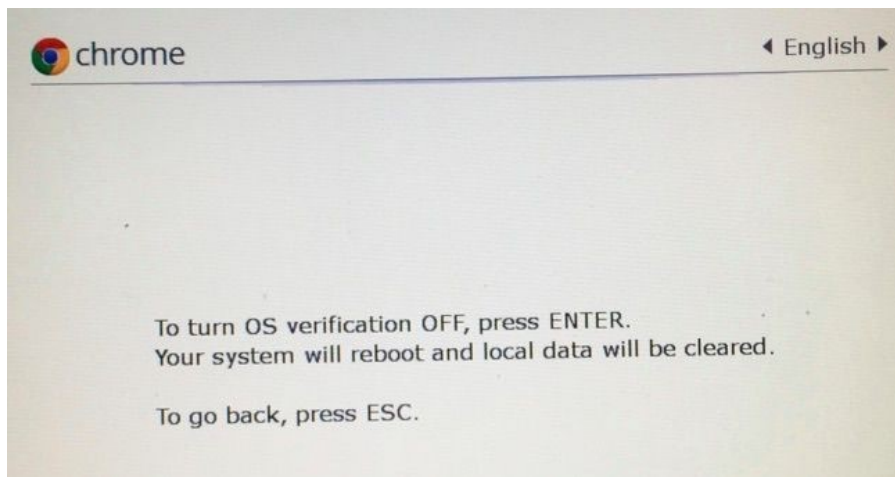 chrome
English
To turn OS verification OFF, press ENTER.
Your system will reboot and local data will be cleared.
To go back, press ESC.